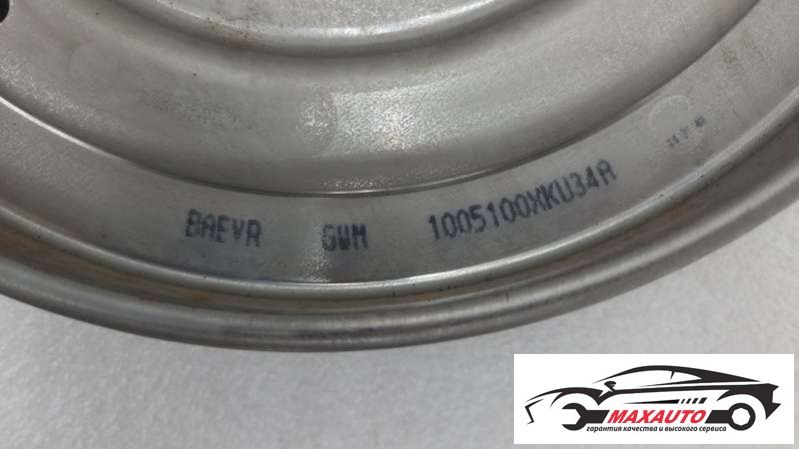 BAEVR GWM 1005100XKU34A
MAXAUTO
гарантия качества и высокого сервиса